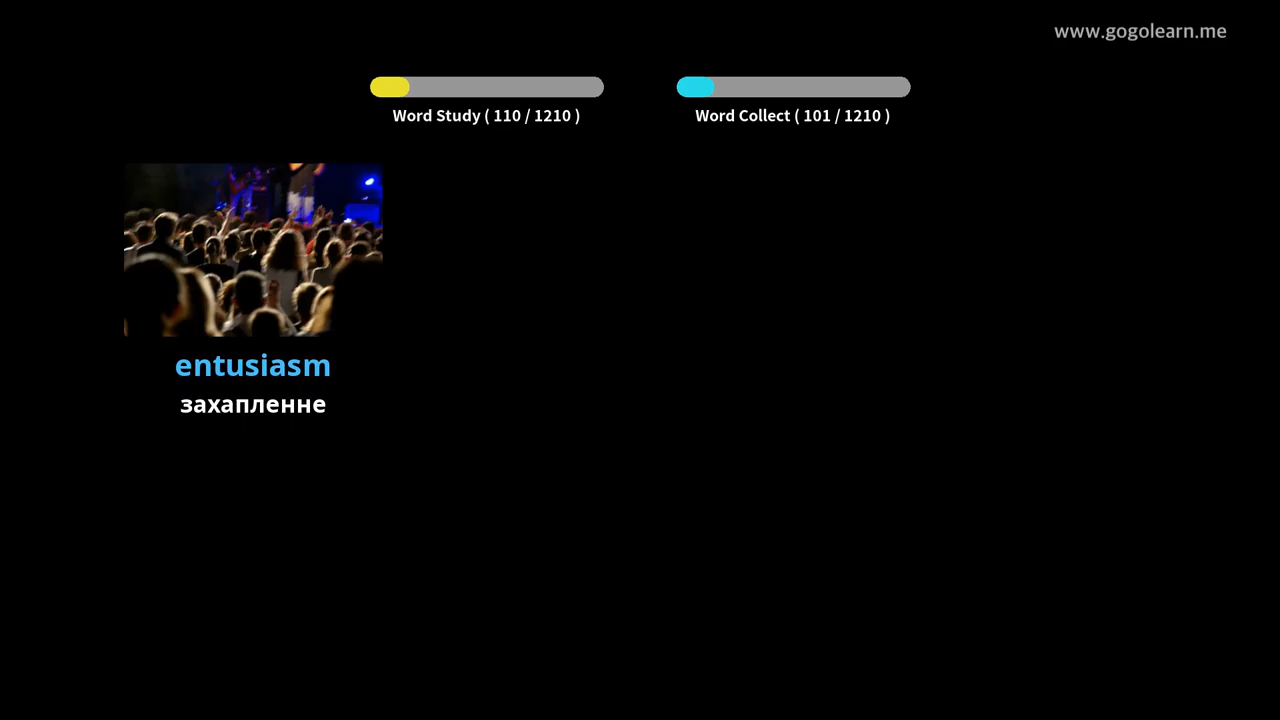 www.gogolearn.me
Word Study ( 110 / 1210 )
Word Collect ( 101 / 1210 )
entusiasm
захапленне